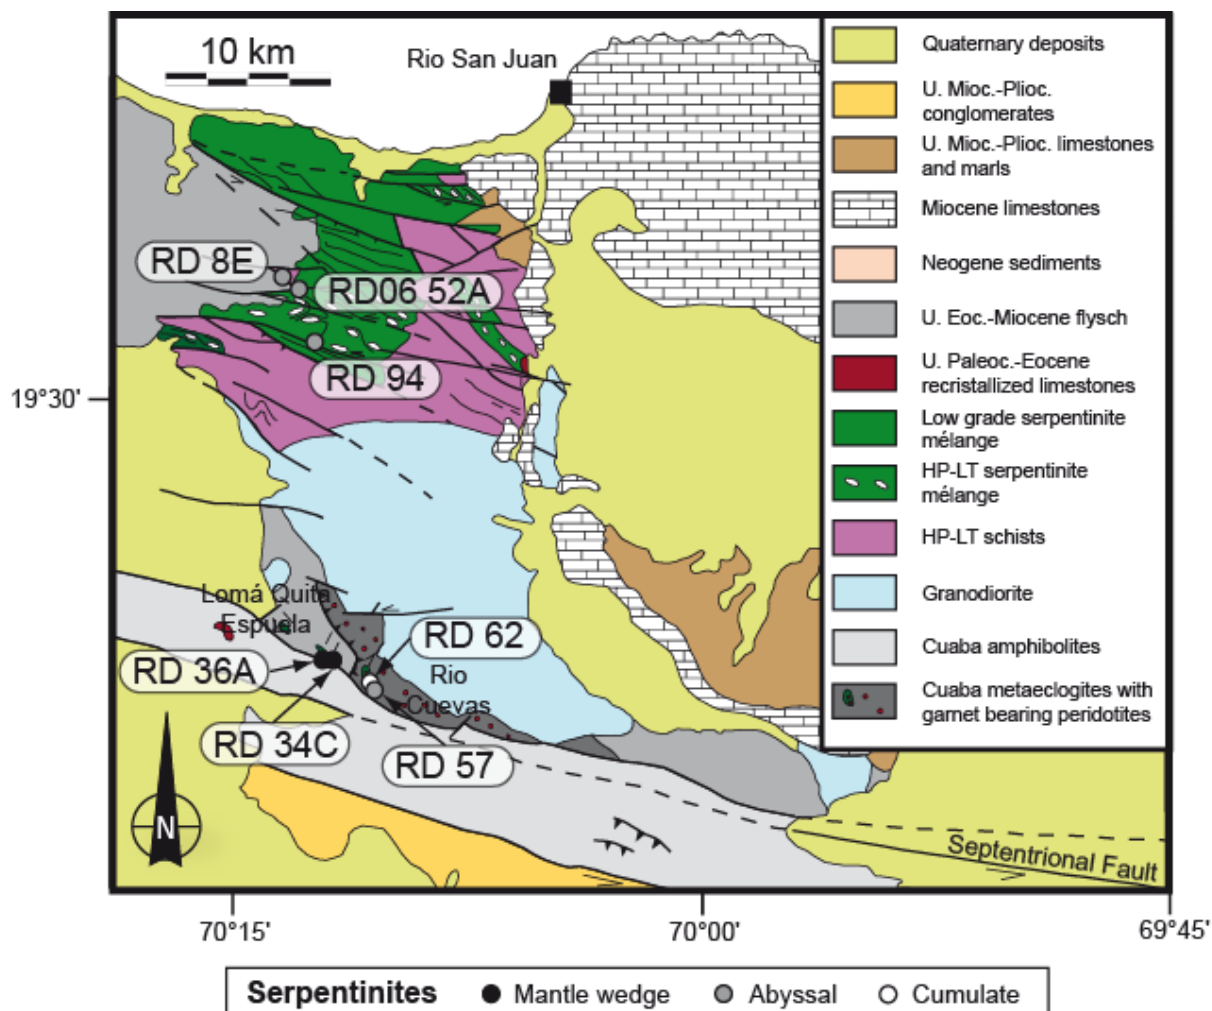 10 km
Rio San Juan
RD 8E
RD06 52A
RD 94
19°30'
Lomá Quita
Espuela
RD 62
RD 36A
Rio
Cuevas
RD 34C
RD 57
N
Septentrional Fault
70°15'
70°00'
69°45'
Quaternary deposits
U. Mioc.-Plioc.
conglomerates
U. Mioc.-Plioc. limestones
and marls
Miocene limestones
Neogene sediments
U. Eoc.-Miocene flysch
U. Paleoc.-Eocene
recristallized limestones
Low grade serpentinite
mélange
HP-LT serpentinite
mélange
HP-LT schists
Granodiorite
Cuaba amphibolites
Cuaba metaeclogites with
garnet bearing peridotites
Serpentinites Mantle wedge Abyssal Cumulate